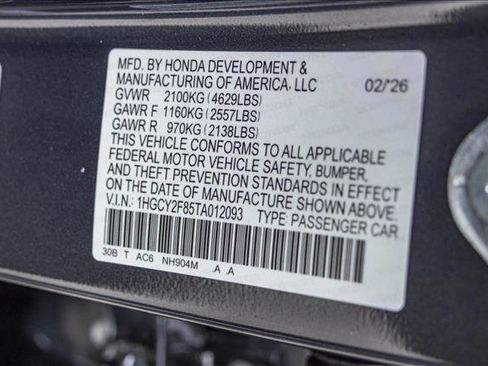 MFD. BY HONDA DEVELOPMENT &
MANUFACTURING OF AMERICA, LLC 02/'26
GVWR 2100KG(4629LBS)
GAWR F 1160KG(2557LBS)
GAWR R 970KG(2138LBS)
THIS VEHICLE CONFORMS TO ALL APPLICABLE
FEDERAL MOTOR VEHICLE SAFETY, BUMPER,
AND THEFT PREVENTION STANDARDS IN EFFECT
ON THE DATE OF MANUFACTURE SHOWN ABOVE.
V.I.N.: 1HGCY2F85TA012093 TYPE: PASSENGER CAR
30B T AC6 NH904M .A .A